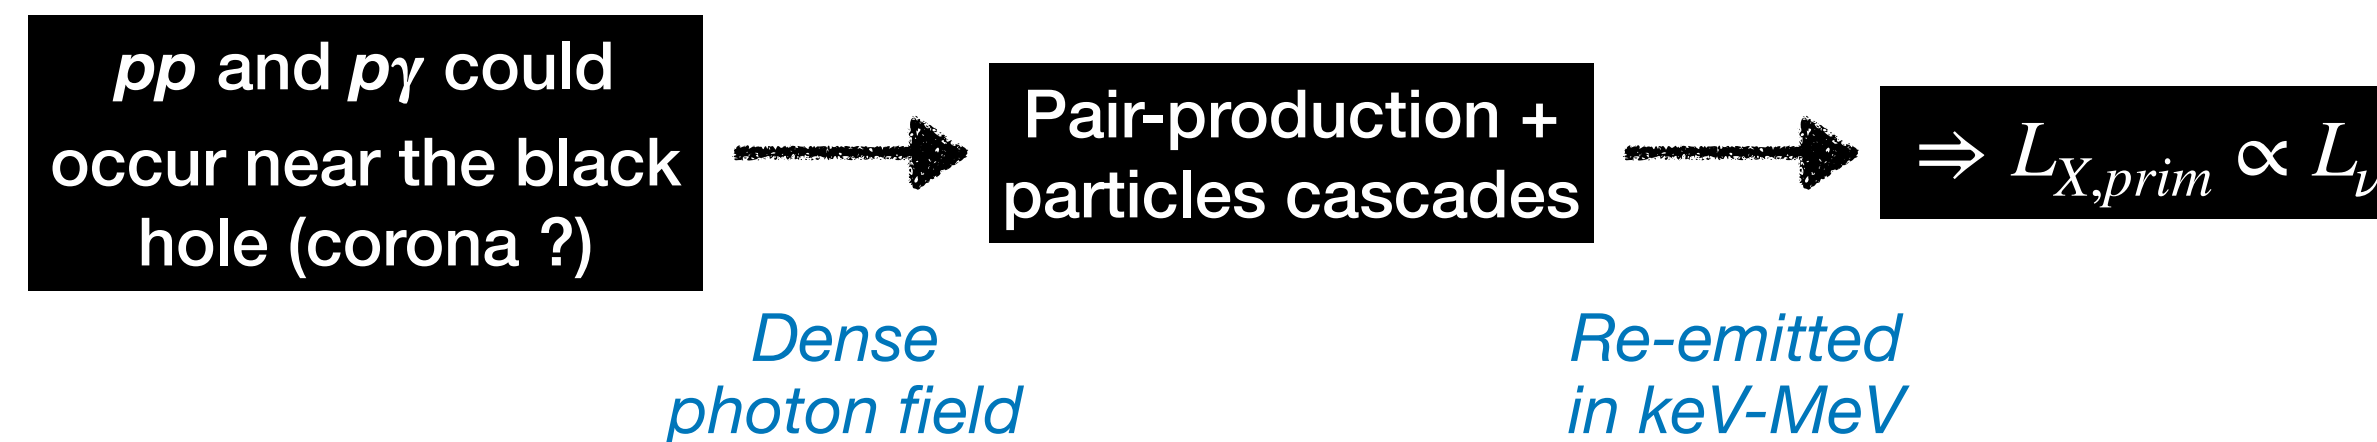 pp and pγ could
occur near the black
hole (corona ?)
Dense
photon field
Pair-production +
particles cascades
Re-emitted
in keV-MeV
⇒ L_{X,prim} ∝ L_ν